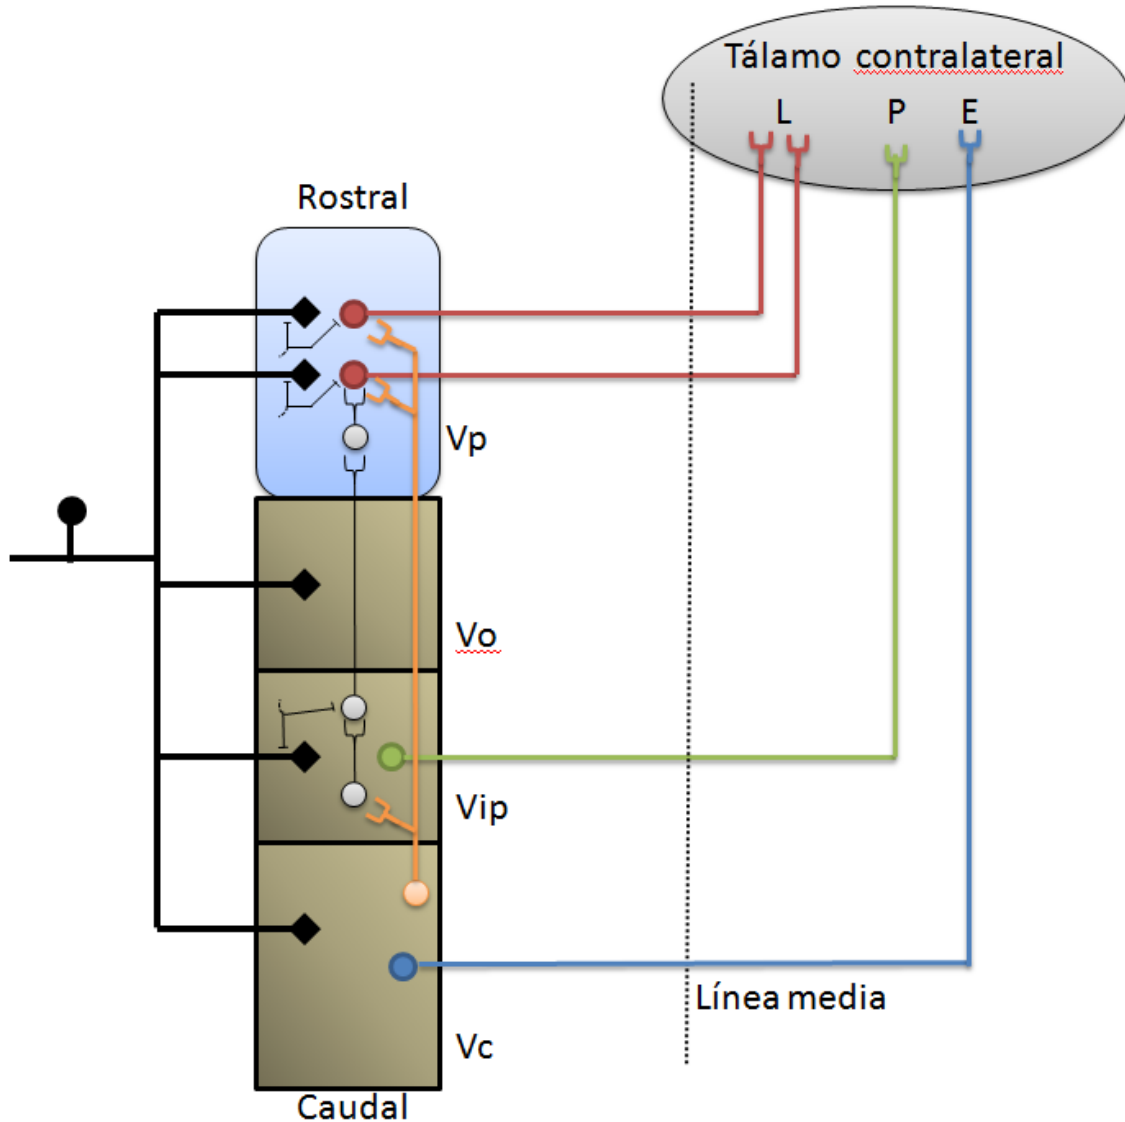 Tálamo contralateral
L P E
Rostral
Vp
Vo
Vip
Línea media
Vc
Caudal